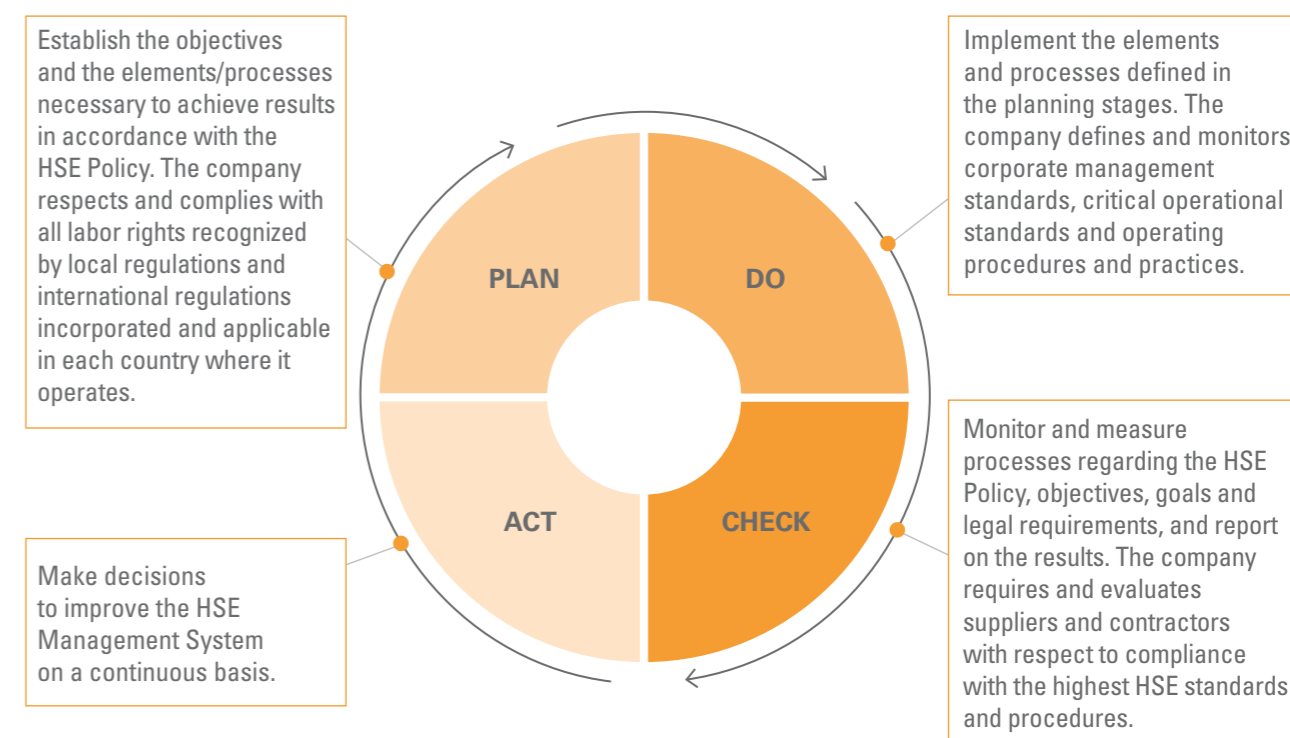 Establish the objectives
and the elements/processes
necessary to achieve results
in accordance with the
HSE Policy. The company
respects and complies with
all labor rights recognized
by local regulations and
international regulations
incorporated and applicable
in each country where it
operates.
PLAN
DO
Implement the elements
and processes defined in
the planning stages. The
company defines and monitors
corporate management
standards, critical operational
standards and operating
procedures and practices.
ACT
CHECK
Make decisions
to improve the HSE
Management System
on a continuous basis.
Monitor and measure
processes regarding the HSE
Policy, objectives, goals and
legal requirements, and report
on the results. The company
requires and evaluates
suppliers and contractors
with respect to compliance
with the highest HSE standards
and procedures.